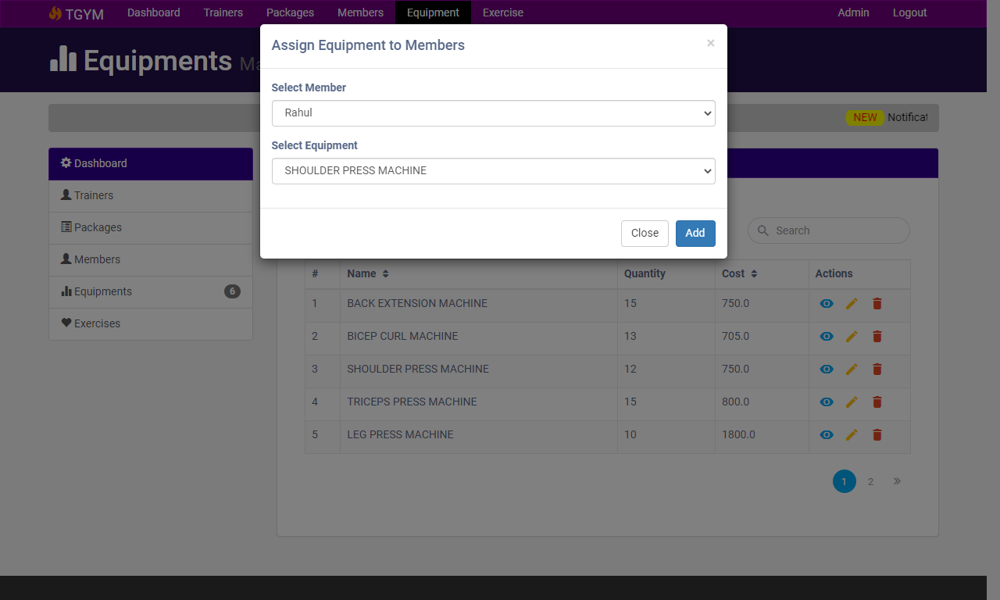 TGYM Dashboard Trainers Packages Members Equipment Exercise Admin Logout
Equipments Ma
Assign Equipment to Members ×
Select Member
Rahul
Select Equipment
SHOULDER PRESS MACHINE
Close Add
NEW Notificat
Dashboard
Trainers
Packages
Members
Equipments 6
Exercises
Search
# Name Quantity Cost Actions
1 BACK EXTENSION MACHINE 15 750.0
2 BICEP CURL MACHINE 13 705.0
3 SHOULDER PRESS MACHINE 12 750.0
4 TRICEPS PRESS MACHINE 15 800.0
5 LEG PRESS MACHINE 10 1800.0
1 2 »